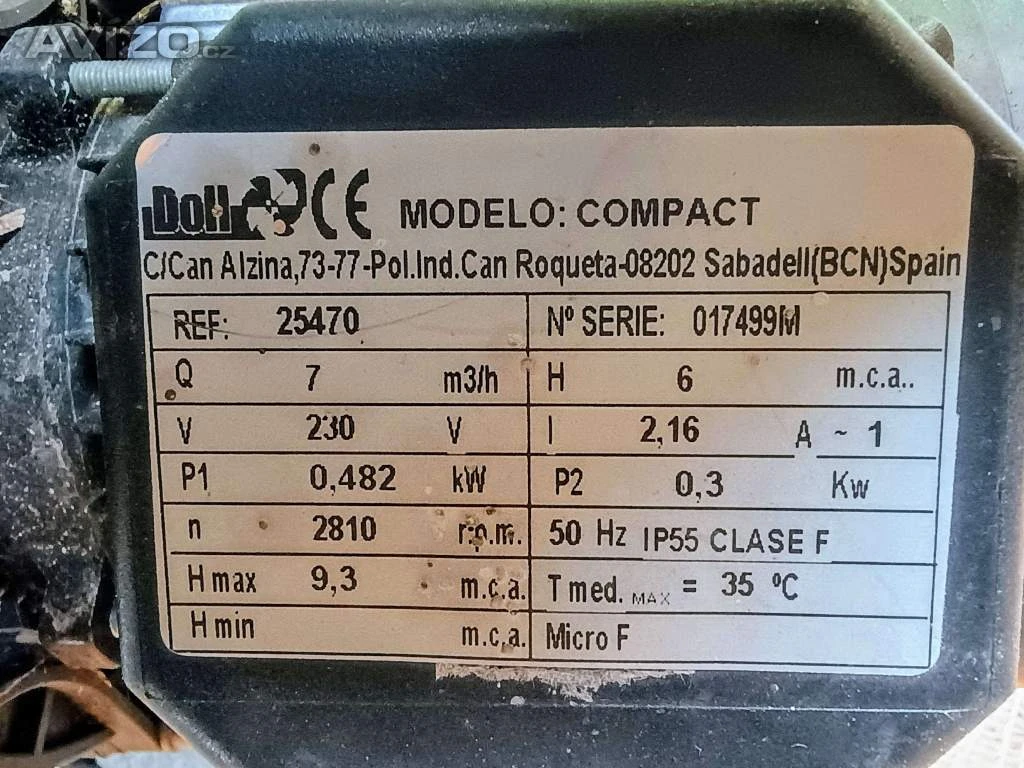 AVIZO.cz
Doll CE MODELO: COMPACT
C/Can Alzina,73-77-Pol.Ind.Can Roqueta-08202 Sabadell(BCN)Spain
REF: 25470 Nº SERIE: 017499M
Q 7 m3/h H 6 m.c.a..
V 230 V I 2,16 A ~ 1
P1 0,482 kW P2 0,3 Kw
n 2810 r.p.m. 50 Hz IP55 CLASE F
H max 9,3 m.c.a. T med. MAX = 35 ºC
H min m.c.a. Micro F